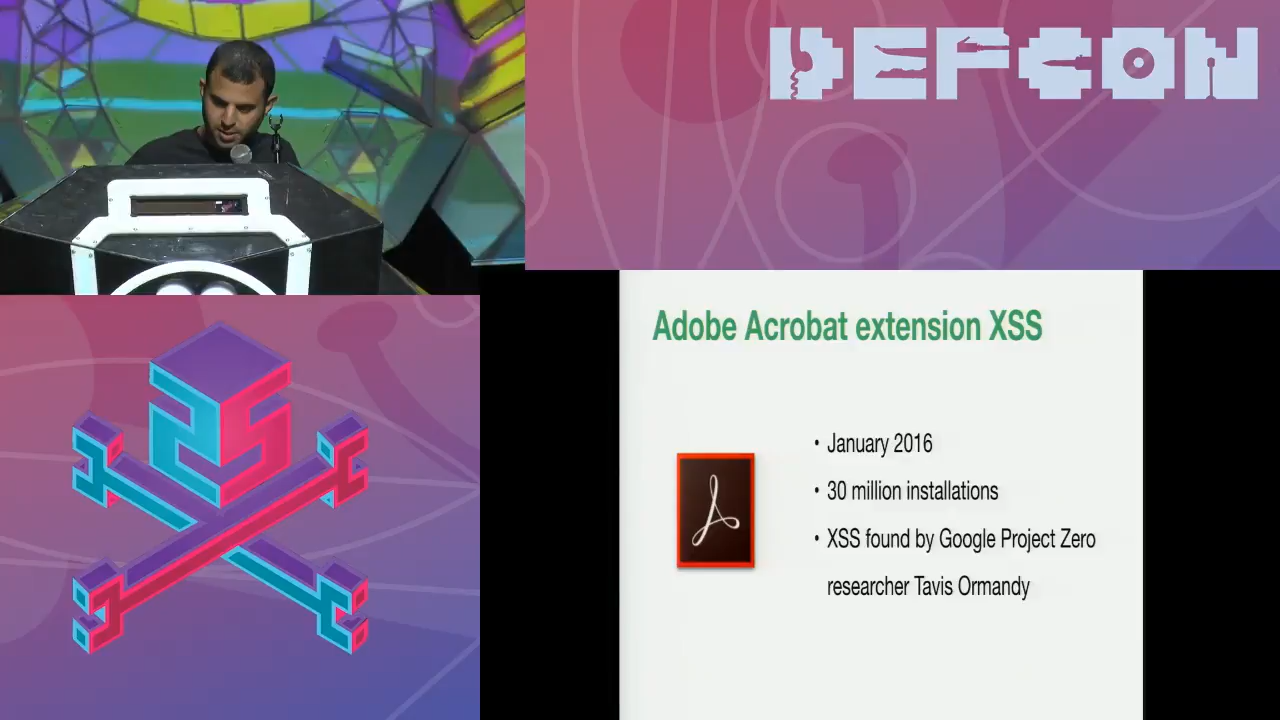 DEFCON
Adobe Acrobat extension XSS
• January 2016
• 30 million installations
• XSS found by Google Project Zero
researcher Tavis Ormandy